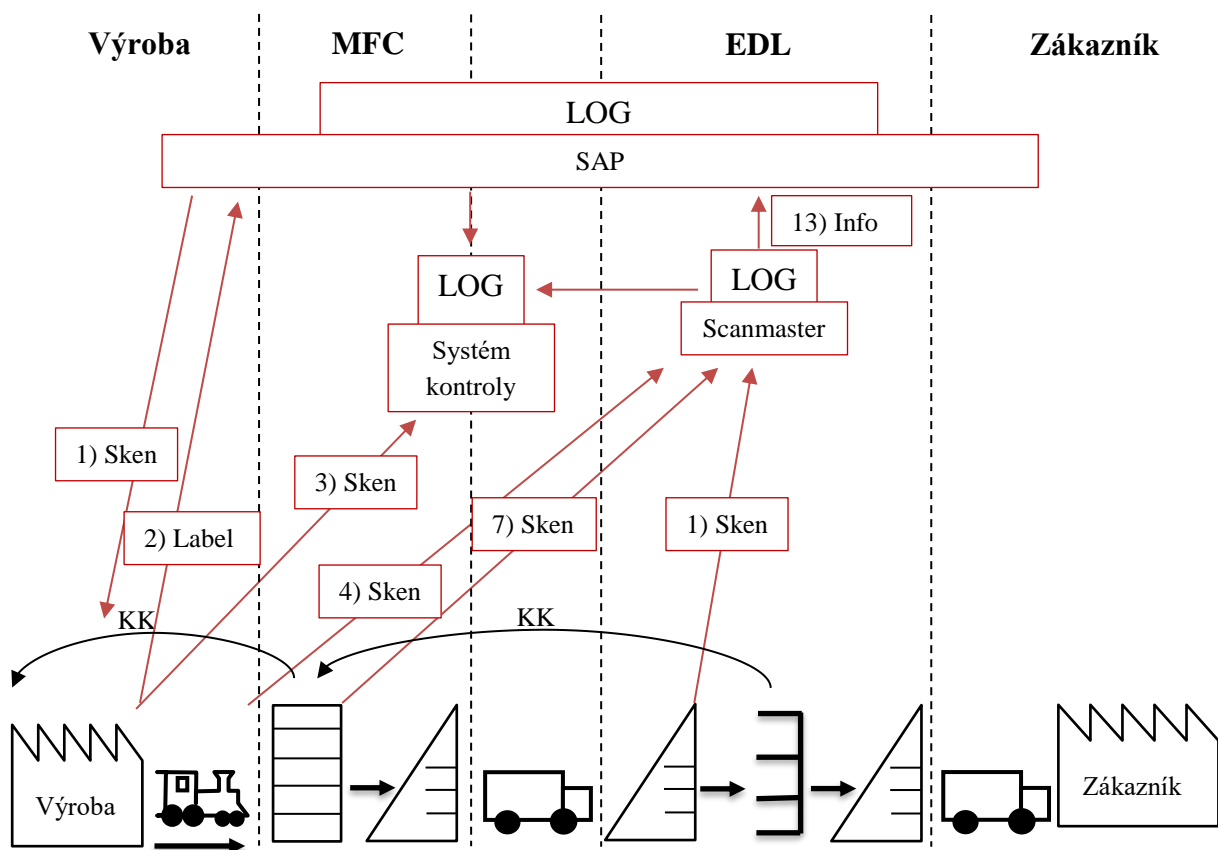 Výroba
MFC
EDL
Zákazník
LOG
SAP
13) Info
LOG
LOG
Scanmaster
Systém
kontroly
1) Sken
3) Sken
2) Label
7) Sken
1) Sken
4) Sken
KK
KK
Výroba
Zákazník